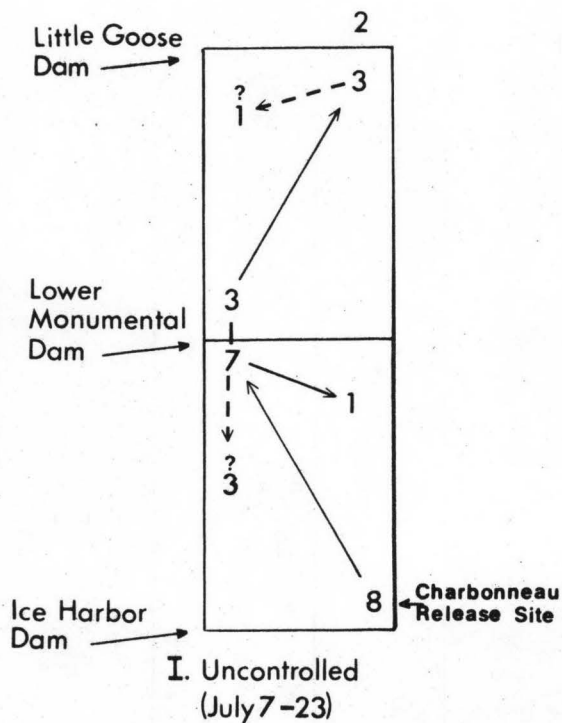 2
Little Goose
Dam
3
?
1
3
Lower
Monumental
Dam
7
1
?
3
8
Charbonneau
Release Site
Ice Harbor
Dam
I. Uncontrolled
(July 7-23)